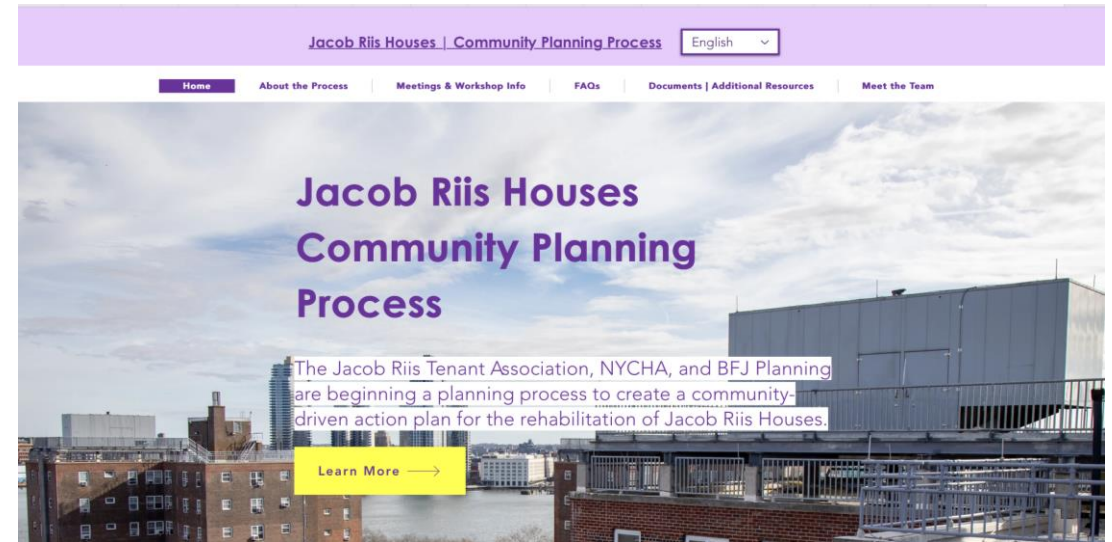 Jacob Riis Houses | Community Planning Process
English
Home
About the Process
Meetings & Workshop Info
FAQs
Documents | Additional Resources
Meet the Team
Jacob Riis Houses
Community Planning
Process
The Jacob Riis Tenant Association, NYCHA, and BFJ Planning
are beginning a planning process to create a community-
driven action plan for the rehabilitation of Jacob Riis Houses.
Learn More